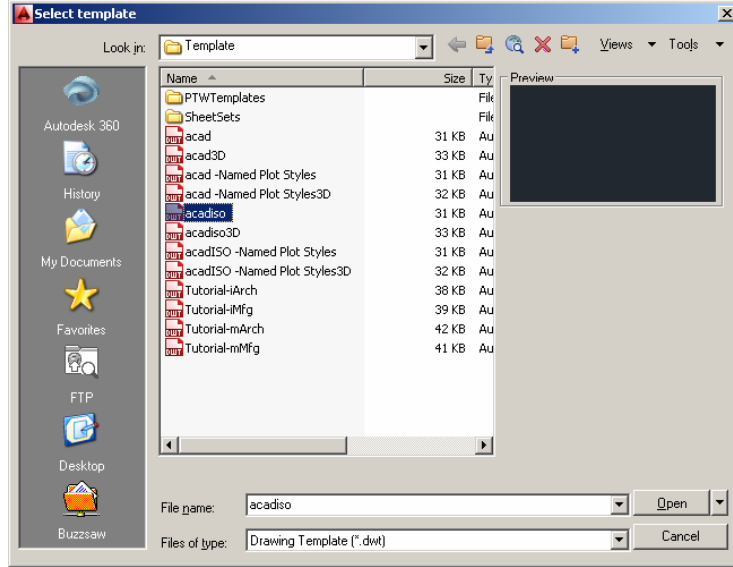 Select template
Look in: Template Views Tools
Name Size Ty Preview
PTWTemplates File
SheetSets File
acad 31 KB Au
acad3D 33 KB Au
acad -Named Plot Styles 31 KB Au
acad -Named Plot Styles3D 32 KB Au
acadiso 31 KB Au
acadiso3D 33 KB Au
acadISO -Named Plot Styles 31 KB Au
acadISO -Named Plot Styles3D 32 KB Au
Tutorial-iArch 38 KB Au
Tutorial-iMfg 39 KB Au
Tutorial-mArch 42 KB Au
Tutorial-mMfg 41 KB Au
Autodesk 360
History
My Documents
Favorites
FTP
Desktop
Buzzsaw
File name: acadiso Open
Files of type: Drawing Template (*.dwt) Cancel